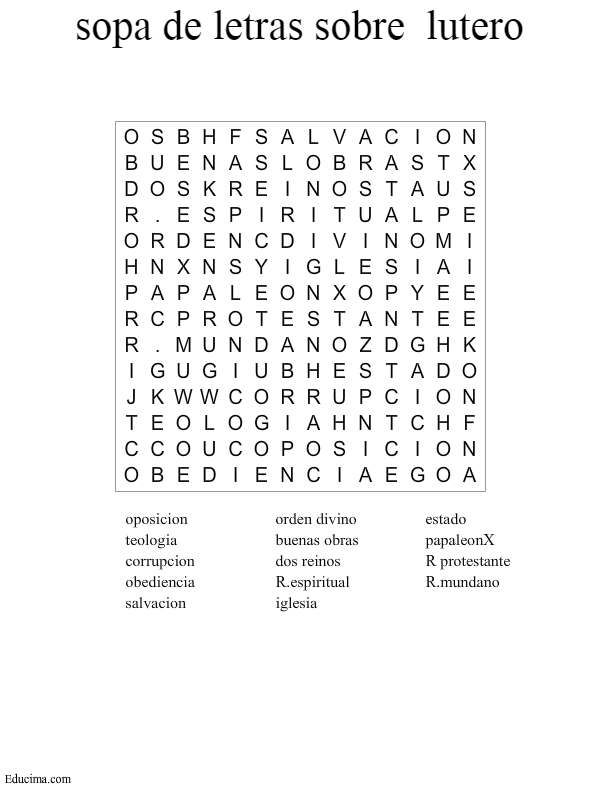 sopa de letras sobre lutero
O S B H F S A L V A C I O N
B U E N A S L O B R A S T X
D O S K R E I N O S T A U S
R . E S P I R I T U A L P E
O R D E N C D I V I N O M I
H N X N S Y I G L E S I A I
P A P A L E O N X O P Y E E
R C P R O T E S T A N T E E
R . M U N D A N O Z D G H K
I G U G I U B H E S T A D O
J K W W C O R R U P C I O N
T E O L O G I A H N T C H F
C C O U C O P O S I C I O N
O B E D I E N C I A E G O A
oposicion orden divino estado
teologia buenas obras papaleonX
corrupcion dos reinos R protestante
obediencia R.espiritual R.mundano
salvacion iglesia
Educima.com